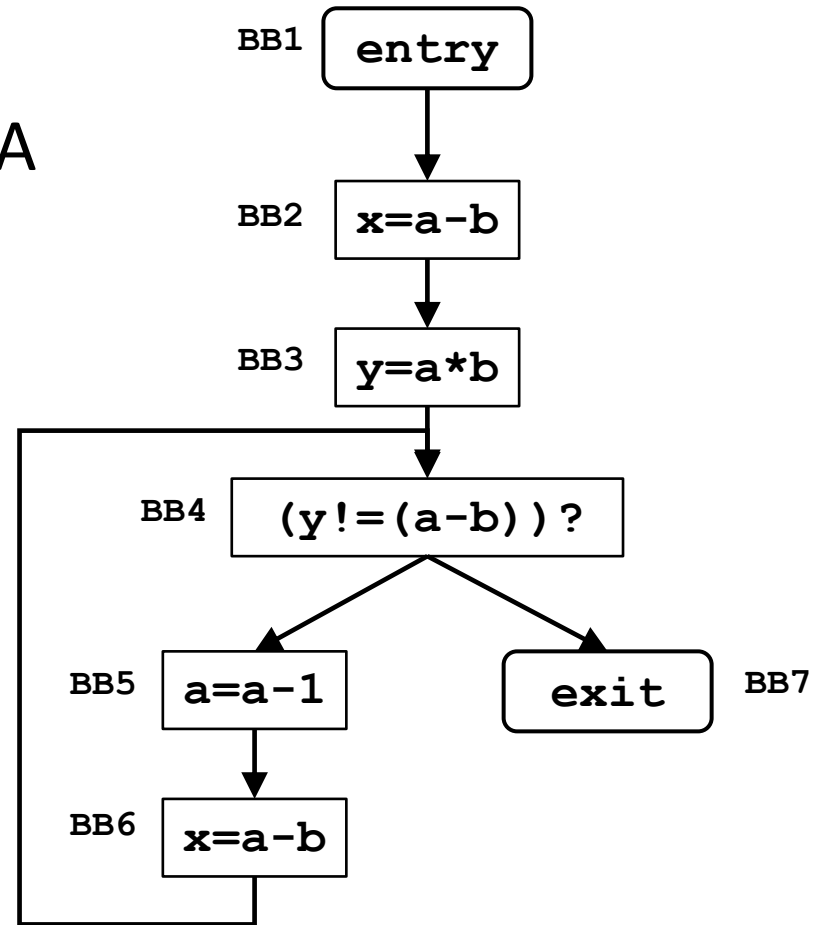 BB1 entry
A
BB2 x=a-b
BB3 y=a*b
BB4 (y!=(a-b))?
BB5 a=a-1
exit BB7
BB6 x=a-b